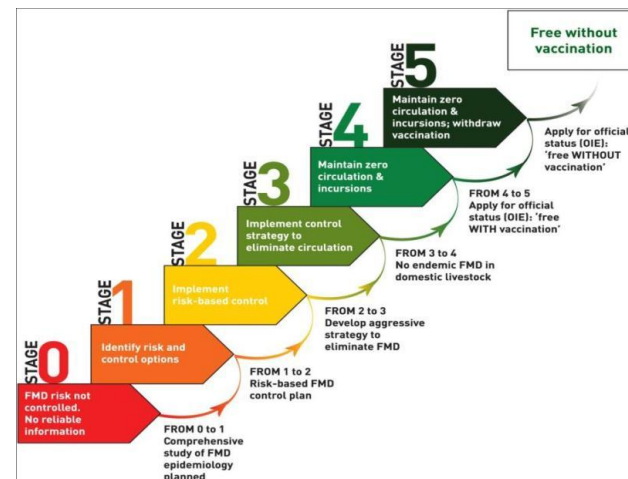 Free without
vaccination
STAGE 5
Maintain zero
circulation &
incursions; withdraw
vaccination
Apply for official
status (OIE):
‘free WITHOUT
vaccination’
STAGE 4
Maintain zero
circulation &
incursions
FROM 4 to 5
Apply for official
status (OIE): ‘free
WITH vaccination’
STAGE 3
Implement control
strategy to
eliminate circulation
FROM 3 to 4
No endemic FMD in
domestic livestock
STAGE 2
Implement
risk-based control
FROM 2 to 3
Develop aggressive
strategy to
eliminate FMD
STAGE 1
Identify risk and
control options
FROM 1 to 2
Risk-based FMD
control plan
STAGE 0
FMD risk not
controlled.
No reliable
information
FROM 0 to 1
Comprehensive
study of FMD
epidemiology
planned